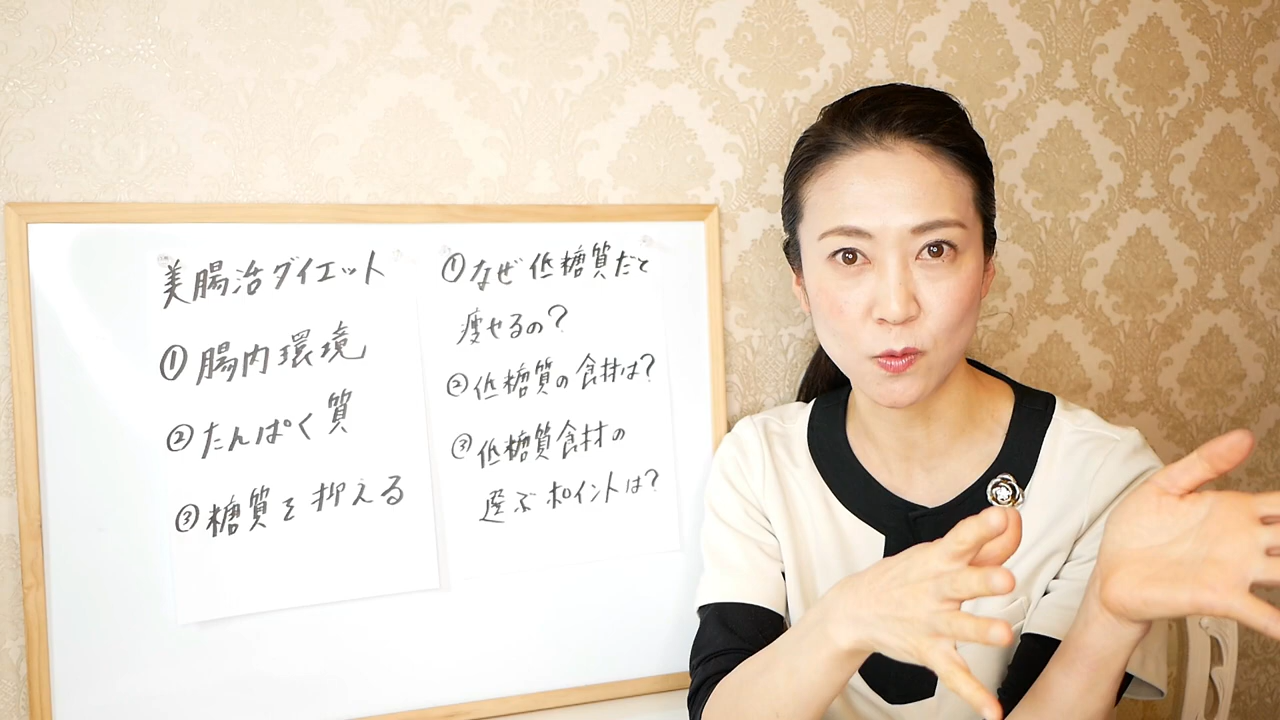 美腸治ダイエット
①腸内環境
②たんぱく質
③糖質を抑える
①なぜ低糖質だと
痩せるの?
②低糖質の食材は?
③低糖質食材の
選ぶポイントは?